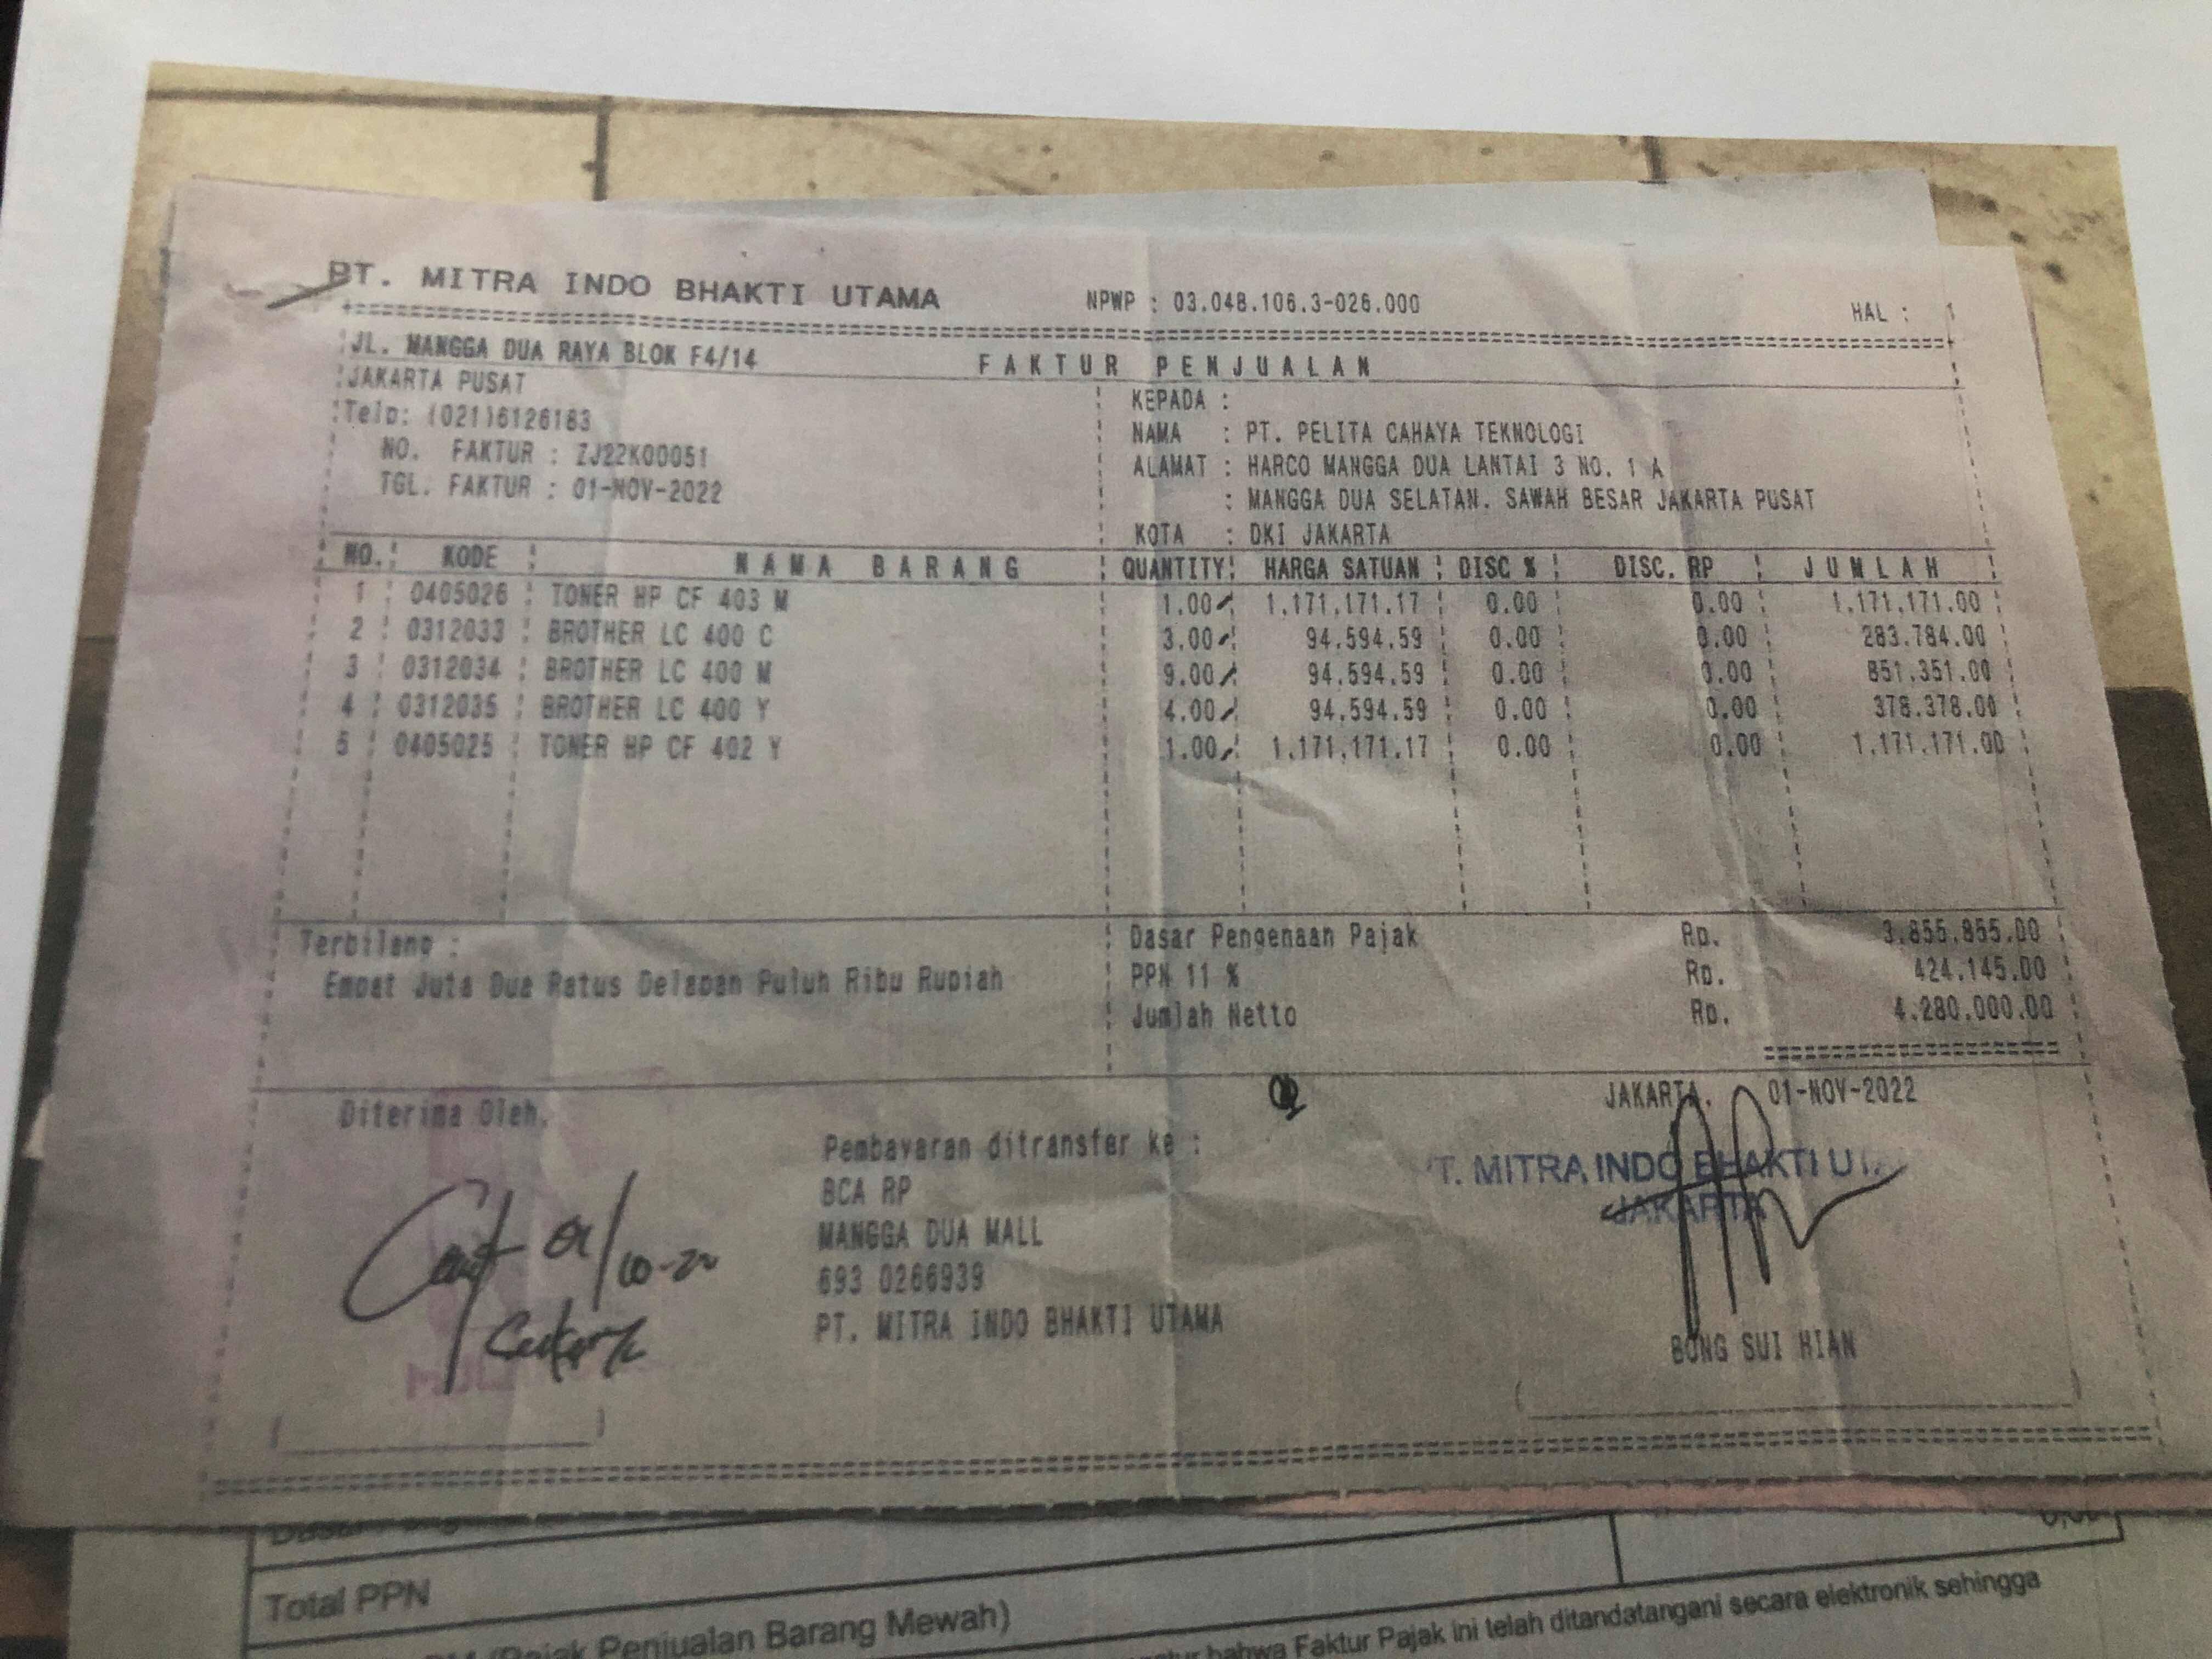 PT. MITRA INDO BHAKTI UTAMA NPWP : 03.048.106.3-026.000 HAL : 1
JL. MANGGA DUA RAYA BLOK F4/14
FAKTUR PENJUALAN
JAKARTA PUSAT
Telp: (021)6126183
NO. FAKTUR : ZJ22K00051
TGL. FAKTUR : 01-NOV-2022
KEPADA :
NAMA : PT. PELITA CAHAYA TEKNOLOGI
ALAMAT : HARCO MANGGA DUA LANTAI 3 NO. 1 A
: MANGGA DUA SELATAN. SAWAH BESAR JAKARTA PUSAT
KOTA : DKI JAKARTA
NO. KODE NAMA BARANG QUANTITY HARGA SATUAN DISC % DISC. RP JUMLAH
1 0405026 TONER HP CF 403 M 1.00 1.171.171.17 0.00 0.00 1.171.171.00
2 0312033 BROTHER LC 400 C 3.00 94.594.59 0.00 0.00 283.784.00
3 0312034 BROTHER LC 400 M 9.00 94.594.59 0.00 0.00 851.351.00
4 0312035 BROTHER LC 400 Y 4.00 94.594.59 0.00 0.00 378.378.00
5 0405025 TONER HP CF 402 Y 1.00 1.171.171.17 0.00 0.00 1.171.171.00
Terbilang :
Empat Juta Dua Ratus Delapan Puluh Ribu Rupiah
Dasar Pengenaan Pajak Rp. 3.855.855.00
PPN 11 % Rp. 424.145.00
Jumlah Netto Rp. 4.280.000.00
Diterima Oleh,
Pembayaran ditransfer ke :
BCA RP
MANGGA DUA MALL
693 0266939
PT. MITRA INDO BHAKTI UTAMA
JAKARTA, 01-NOV-2022
T. MITRA INDO BHAKTI UTA
JAKARTA
BONG SUI HIAN
Total PPN
(Pajak Penjualan Barang Mewah)
bahwa Faktur Pajak ini telah ditandatangani secara elektronik sehingga